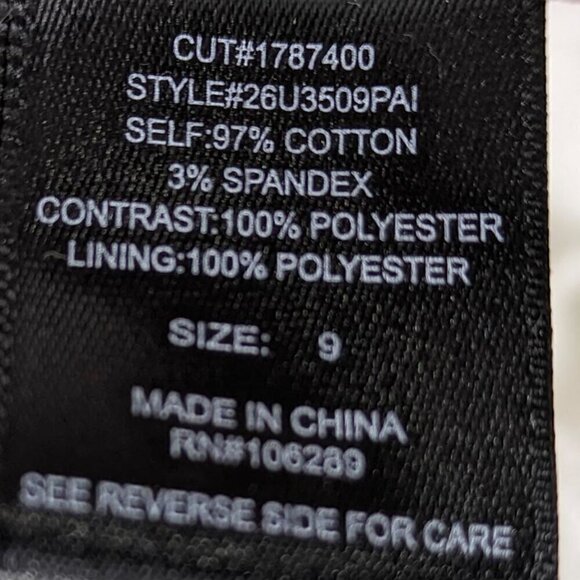 CUT#1787400
STYLE#26U3509PAI
SELF:97% COTTON
3% SPANDEX
CONTRAST:100% POLYESTER
LINING:100% POLYESTER
SIZE: 9
MADE IN CHINA
RN#106289
SEE REVERSE SIDE FOR CARE